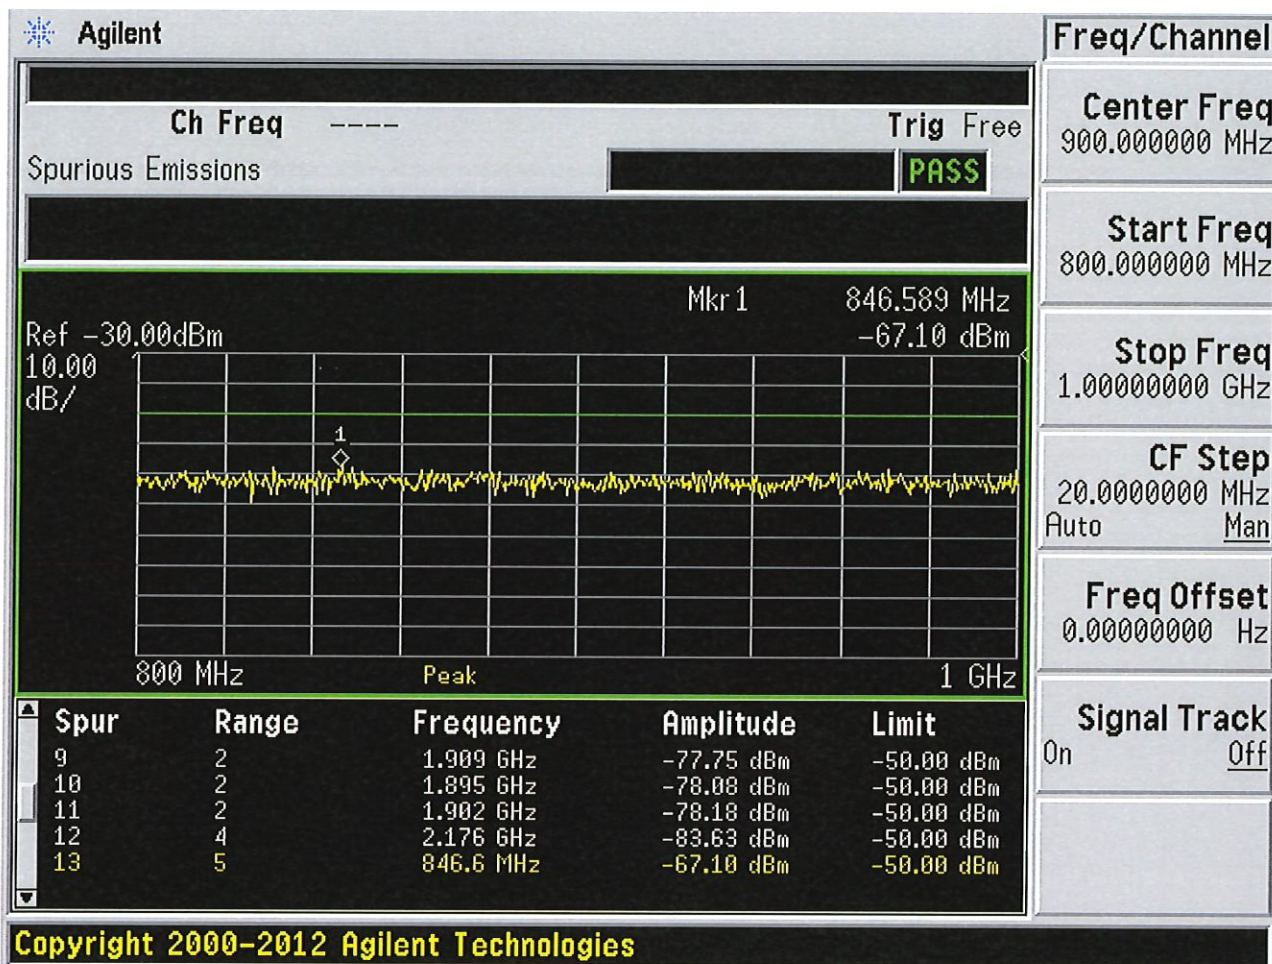 Agilent
Freq/Channel
Ch Freq ----
Trig Free
Spurious Emissions
PASS
Center Freq
900.000000 MHz
Start Freq
800.000000 MHz
Stop Freq
1.00000000 GHz
CF Step
20.0000000 MHz
Auto Man
Freq Offset
0.00000000 Hz
Signal Track
On Off
Mkr1 846.589 MHz
Ref -30.00dBm -67.10 dBm
10.00
dB/
1
800 MHz Peak 1 GHz
Spur Range Frequency Amplitude Limit
9 2 1.909 GHz -77.75 dBm -50.00 dBm
10 2 1.895 GHz -78.08 dBm -50.00 dBm
11 2 1.902 GHz -78.18 dBm -50.00 dBm
12 4 2.176 GHz -83.63 dBm -50.00 dBm
13 5 846.6 MHz -67.10 dBm -50.00 dBm
Copyright 2000-2012 Agilent Technologies